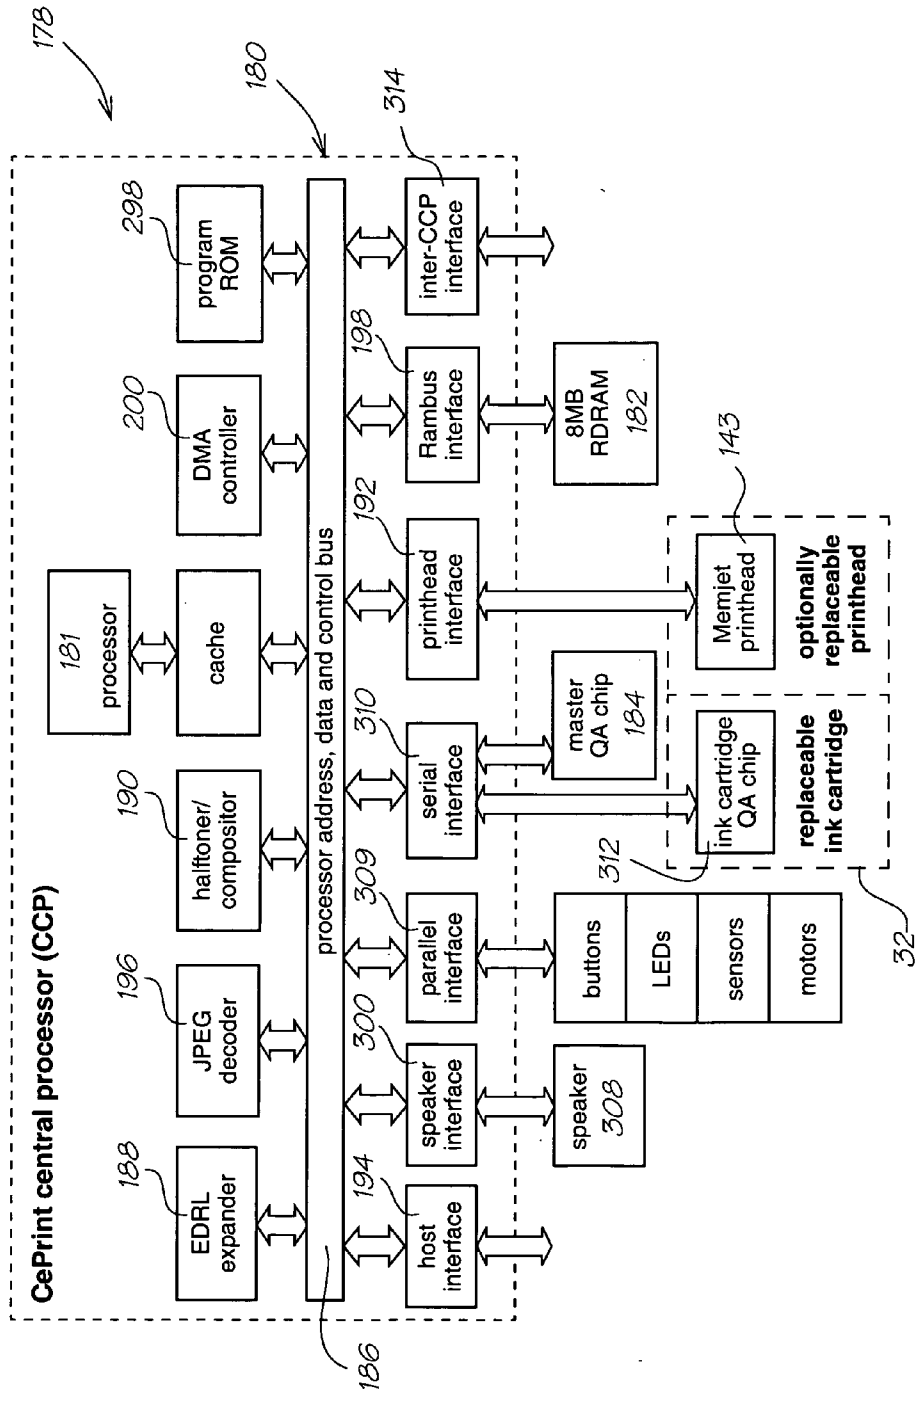 178
CePrint central processor (CCP)
180
181
processor
188
EDRL
expander
196
JPEG
decoder
190
halftoner/
compositor
cache
200
DMA
controller
298
program
ROM
186
processor address, data and control bus
194
host
interface
300
speaker
interface
309
parallel
interface
310
serial
interface
192
printhead
interface
198
Rambus
interface
314
inter-CCP
interface
speaker
308
buttons
LEDs
sensors
motors
master
QA chip
184
8MB
RDRAM
182
312
ink cartridge
QA chip
replaceable
ink cartridge
143
Memjet
printhead
optionally
replaceable
printhead
32